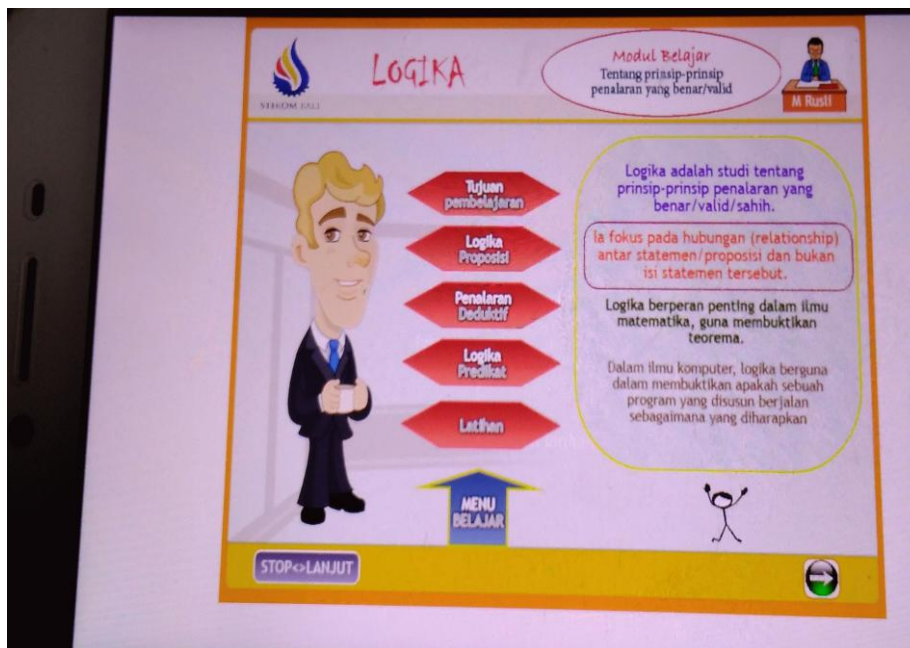 LOGIKA
Modul Belajar
Tentang prinsip-prinsip
penalaran yang benar/valid
STIKOM BALI
M Rusli
Tujuan
pembelajaran
Logika
Proposisi
Penalaran
Deduktif
Logika
Predikat
Latihan
MENU
BELAJAR
Logika adalah studi tentang
prinsip-prinsip penalaran yang
benar/valid/sahih.
Ia fokus pada hubungan (relationship)
antar statemen/proposisi dan bukan
isi statemen tersebut.
Logika berperan penting dalam ilmu
matematika, guna membuktikan
teorema.
Dalam ilmu komputer, logika berguna
dalam membuktikan apakah sebuah
program yang disusun berjalan
sebagaimana yang diharapkan
STOP<>LANJUT